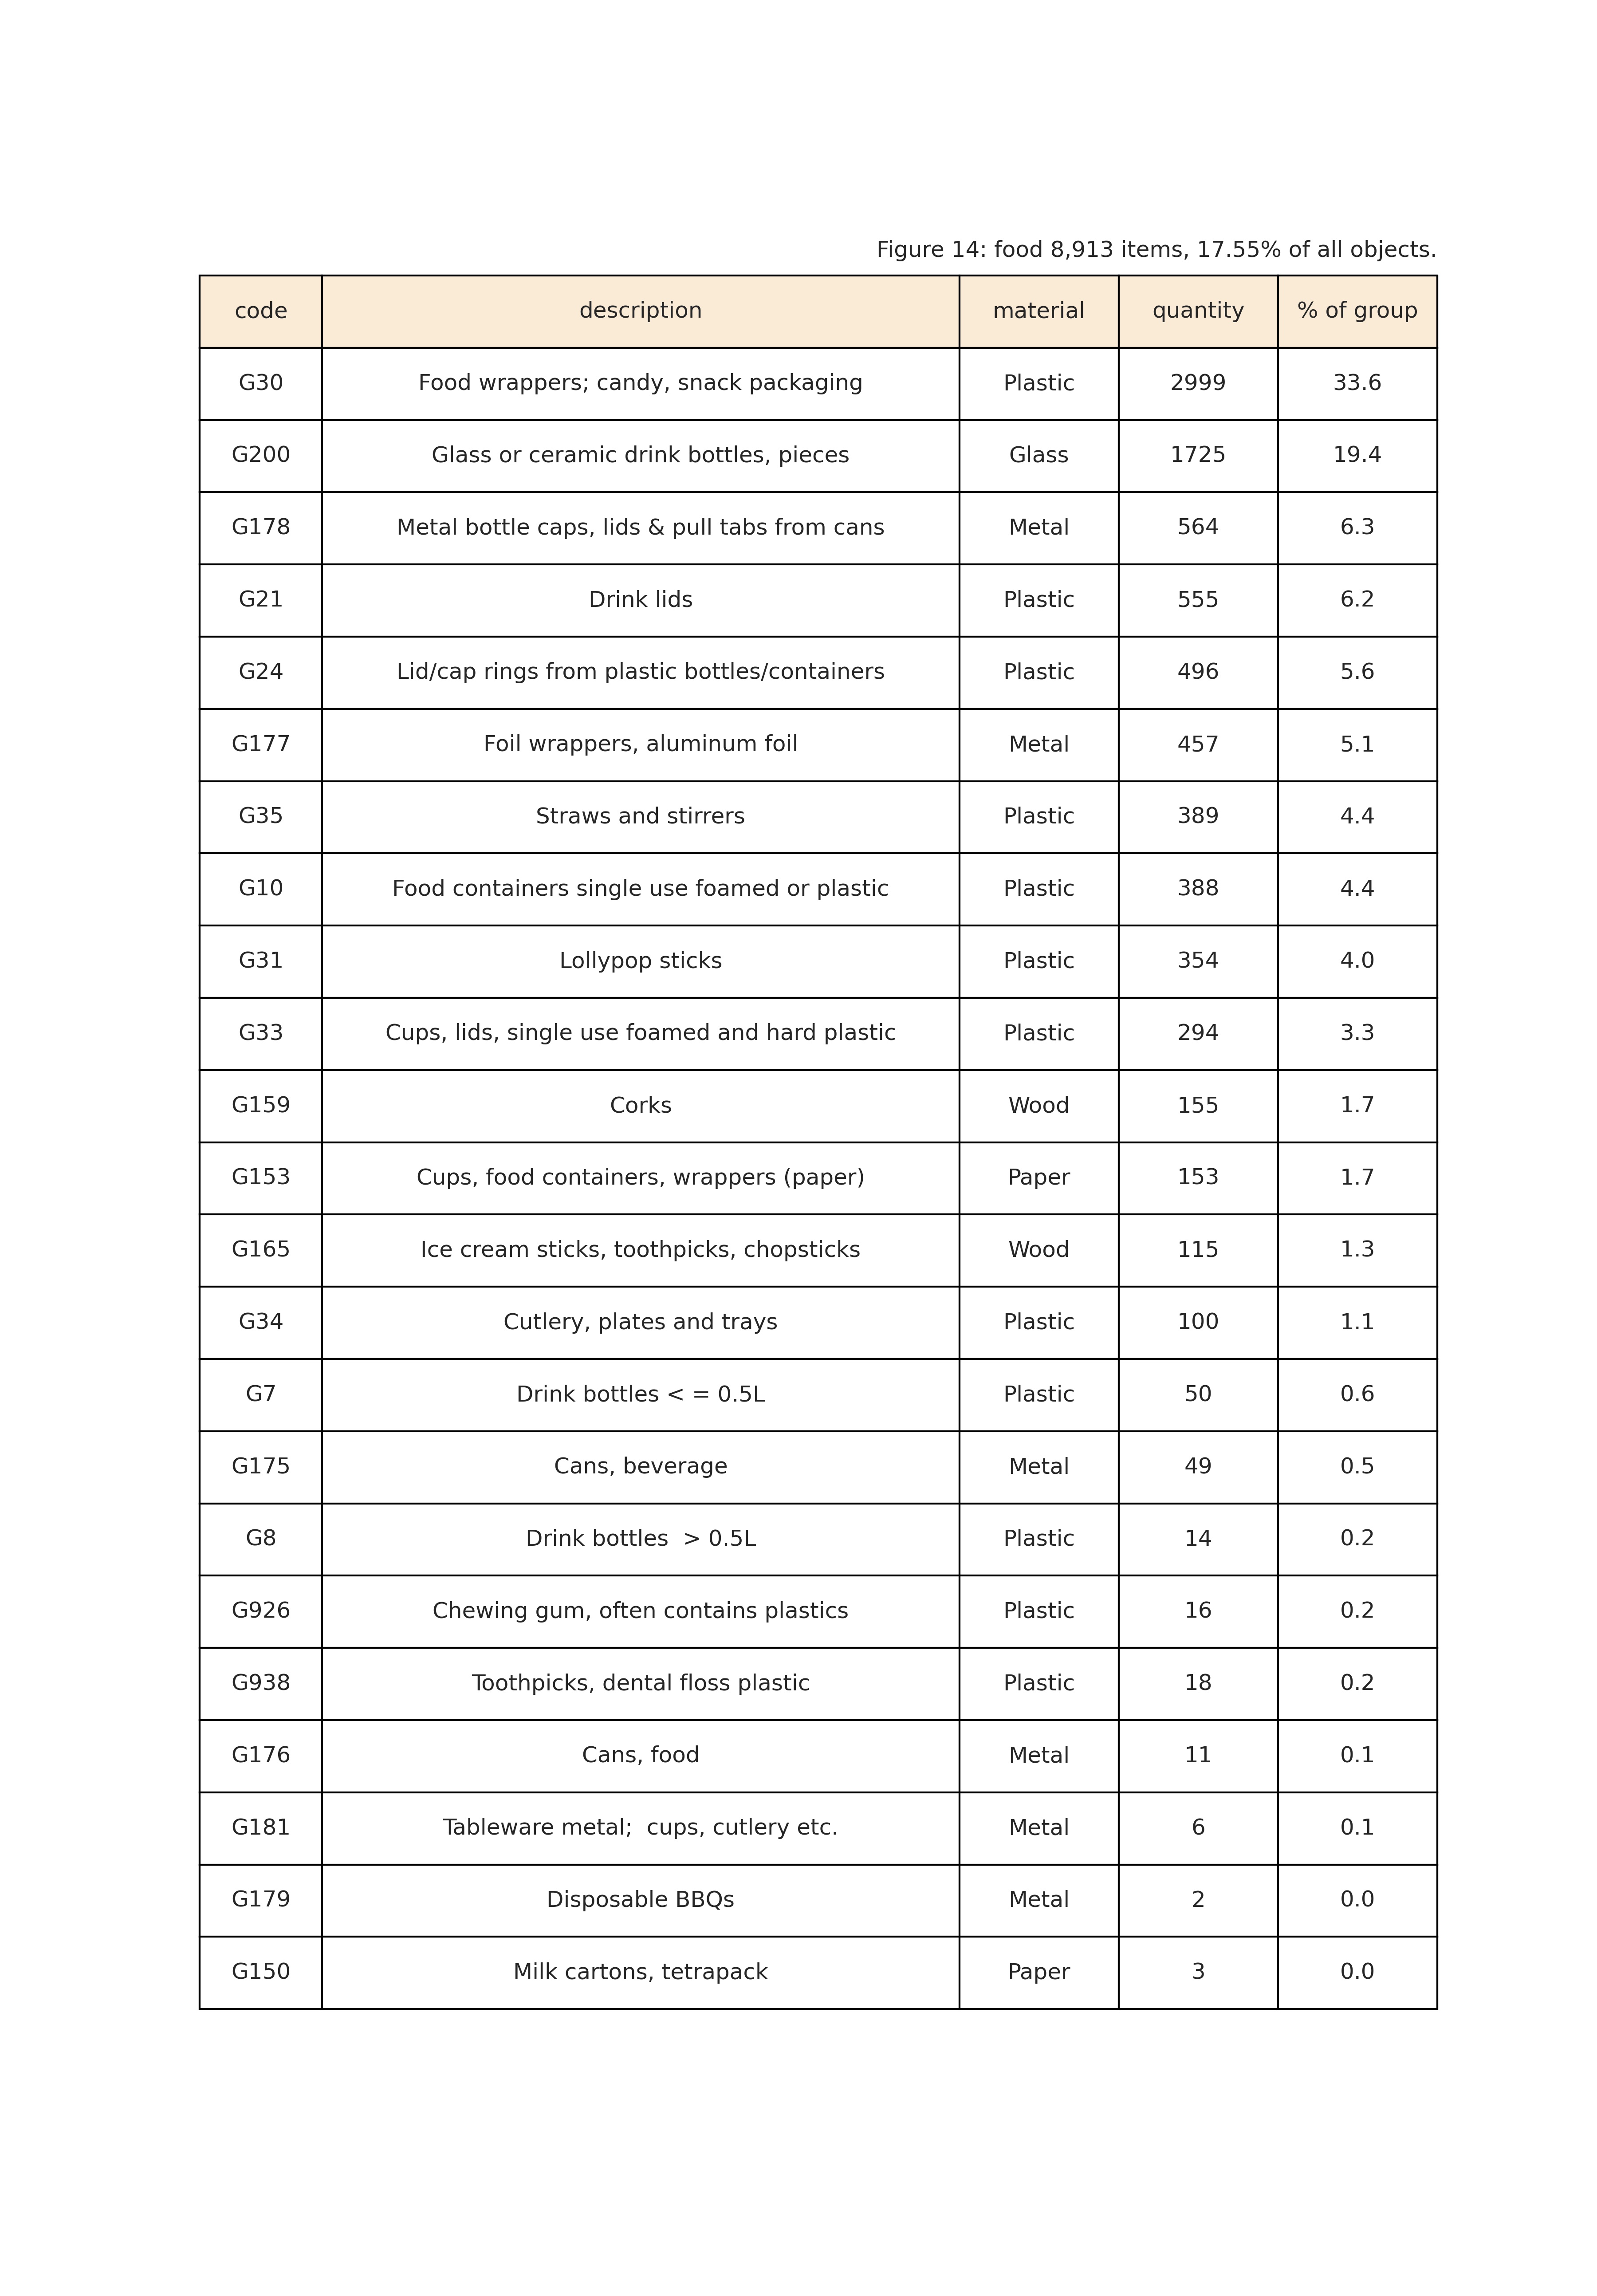 Figure 14: food 8,913 items, 17.55% of all objects.
code description material quantity % of group
G30 Food wrappers; candy, snack packaging Plastic 2999 33.6
G200 Glass or ceramic drink bottles, pieces Glass 1725 19.4
G178 Metal bottle caps, lids & pull tabs from cans Metal 564 6.3
G21 Drink lids Plastic 555 6.2
G24 Lid/cap rings from plastic bottles/containers Plastic 496 5.6
G177 Foil wrappers, aluminum foil Metal 457 5.1
G35 Straws and stirrers Plastic 389 4.4
G10 Food containers single use foamed or plastic Plastic 388 4.4
G31 Lollypop sticks Plastic 354 4.0
G33 Cups, lids, single use foamed and hard plastic Plastic 294 3.3
G159 Corks Wood 155 1.7
G153 Cups, food containers, wrappers (paper) Paper 153 1.7
G165 Ice cream sticks, toothpicks, chopsticks Wood 115 1.3
G34 Cutlery, plates and trays Plastic 100 1.1
G7 Drink bottles < = 0.5L Plastic 50 0.6
G175 Cans, beverage Metal 49 0.5
G8 Drink bottles  > 0.5L Plastic 14 0.2
G926 Chewing gum, often contains plastics Plastic 16 0.2
G938 Toothpicks, dental floss plastic Plastic 18 0.2
G176 Cans, food Metal 11 0.1
G181 Tableware metal;  cups, cutlery etc. Metal 6 0.1
G179 Disposable BBQs Metal 2 0.0
G150 Milk cartons, tetrapack Paper 3 0.0